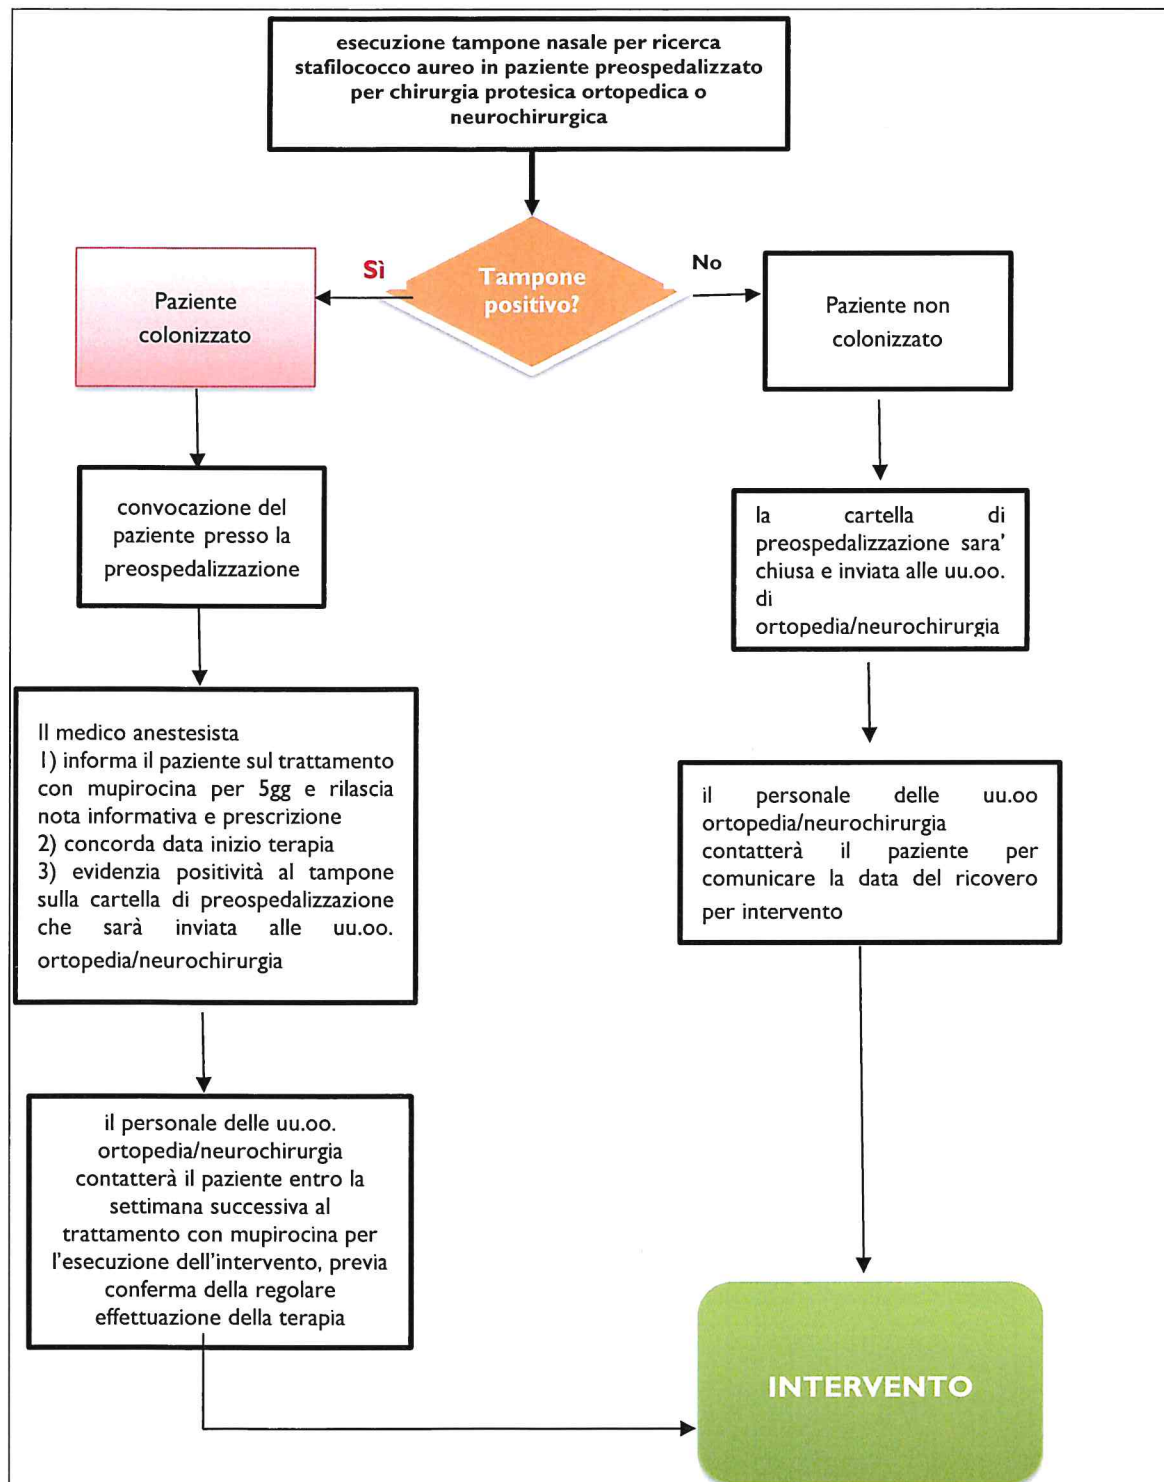 esecuzione tampone nasale per ricerca
stafilococco aureo in paziente preospedalizzato
per chirurgia protesica ortopedica o
neurochirurgica
Tampone
positivo?
Sì
No
Paziente
colonizzato
Paziente non
colonizzato
convocazione del
paziente presso la
preospedalizzazione
la cartella di
preospedalizzazione sara'
chiusa e inviata alle uu.oo.
di
ortopedia/neurochirurgia
Il medico anestesista
1) informa il paziente sul trattamento
con mupirocina per 5gg e rilascia
nota informativa e prescrizione
2) concorda data inizio terapia
3) evidenzia positività al tampone
sulla cartella di preospedalizzazione
che sarà inviata alle uu.oo.
ortopedia/neurochirurgia
il personale delle uu.oo
ortopedia/neurochirurgia
contatterà il paziente per
comunicare la data del ricovero
per intervento
il personale delle uu.oo.
ortopedia/neurochirurgia
contatterà il paziente entro la
settimana successiva al
trattamento con mupirocina per
l'esecuzione dell'intervento, previa
conferma della regolare
effettuazione della terapia
INTERVENTO